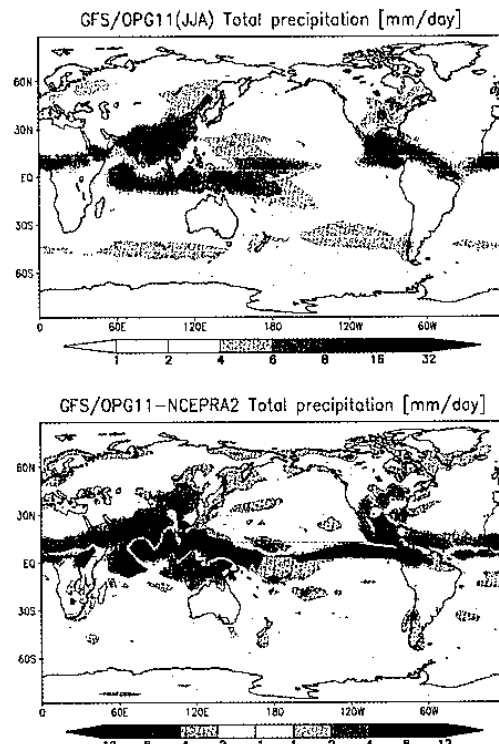 GFS/OPG11(JJA) Total precipitation [mm/day]
60N
30N
EQ
30S
60S
0 60E 120E 180 120W 60W
1 2 4 6 8 16 32
GFS/OPG11-NCEPRA2 Total precipitation [mm/day]
60N
30N
EQ
30S
60S
0 60E 120E 180 120W 60W